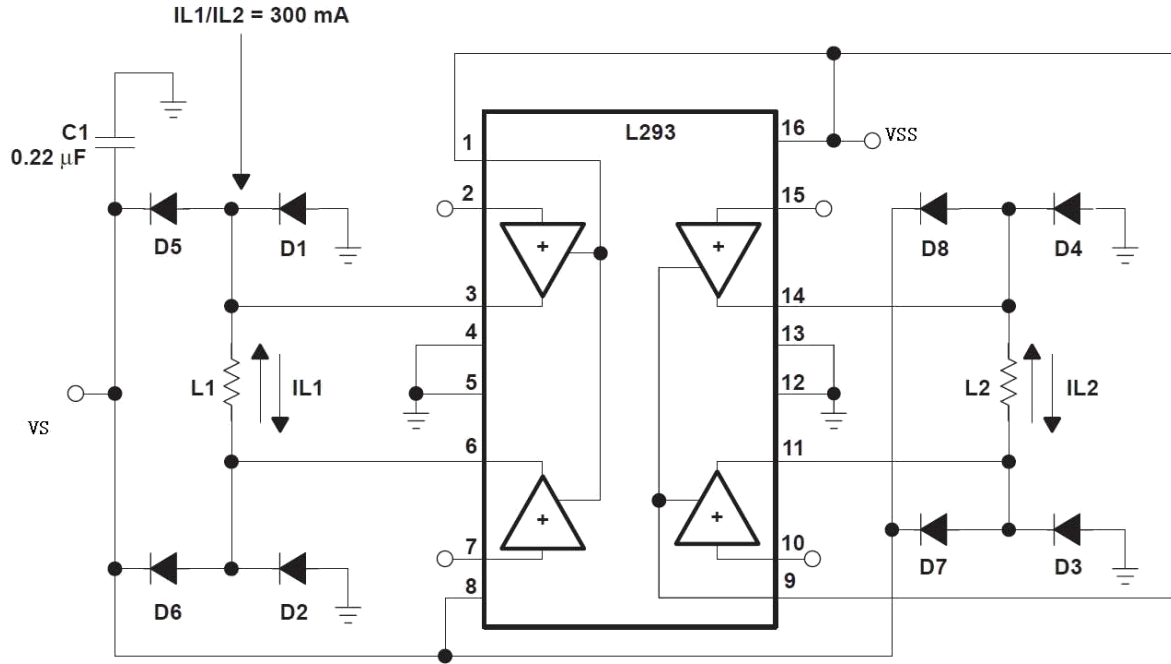 IL1/IL2 = 300 mA
C1
0.22 μF
L293
1
16
VSS
2
15
D5
D1
+
+
D8
D4
3
14
4
13
L1
IL1
5
12
L2
IL2
VS
6
11
+
+
7
10
D7
D3
8
9
D6
D2